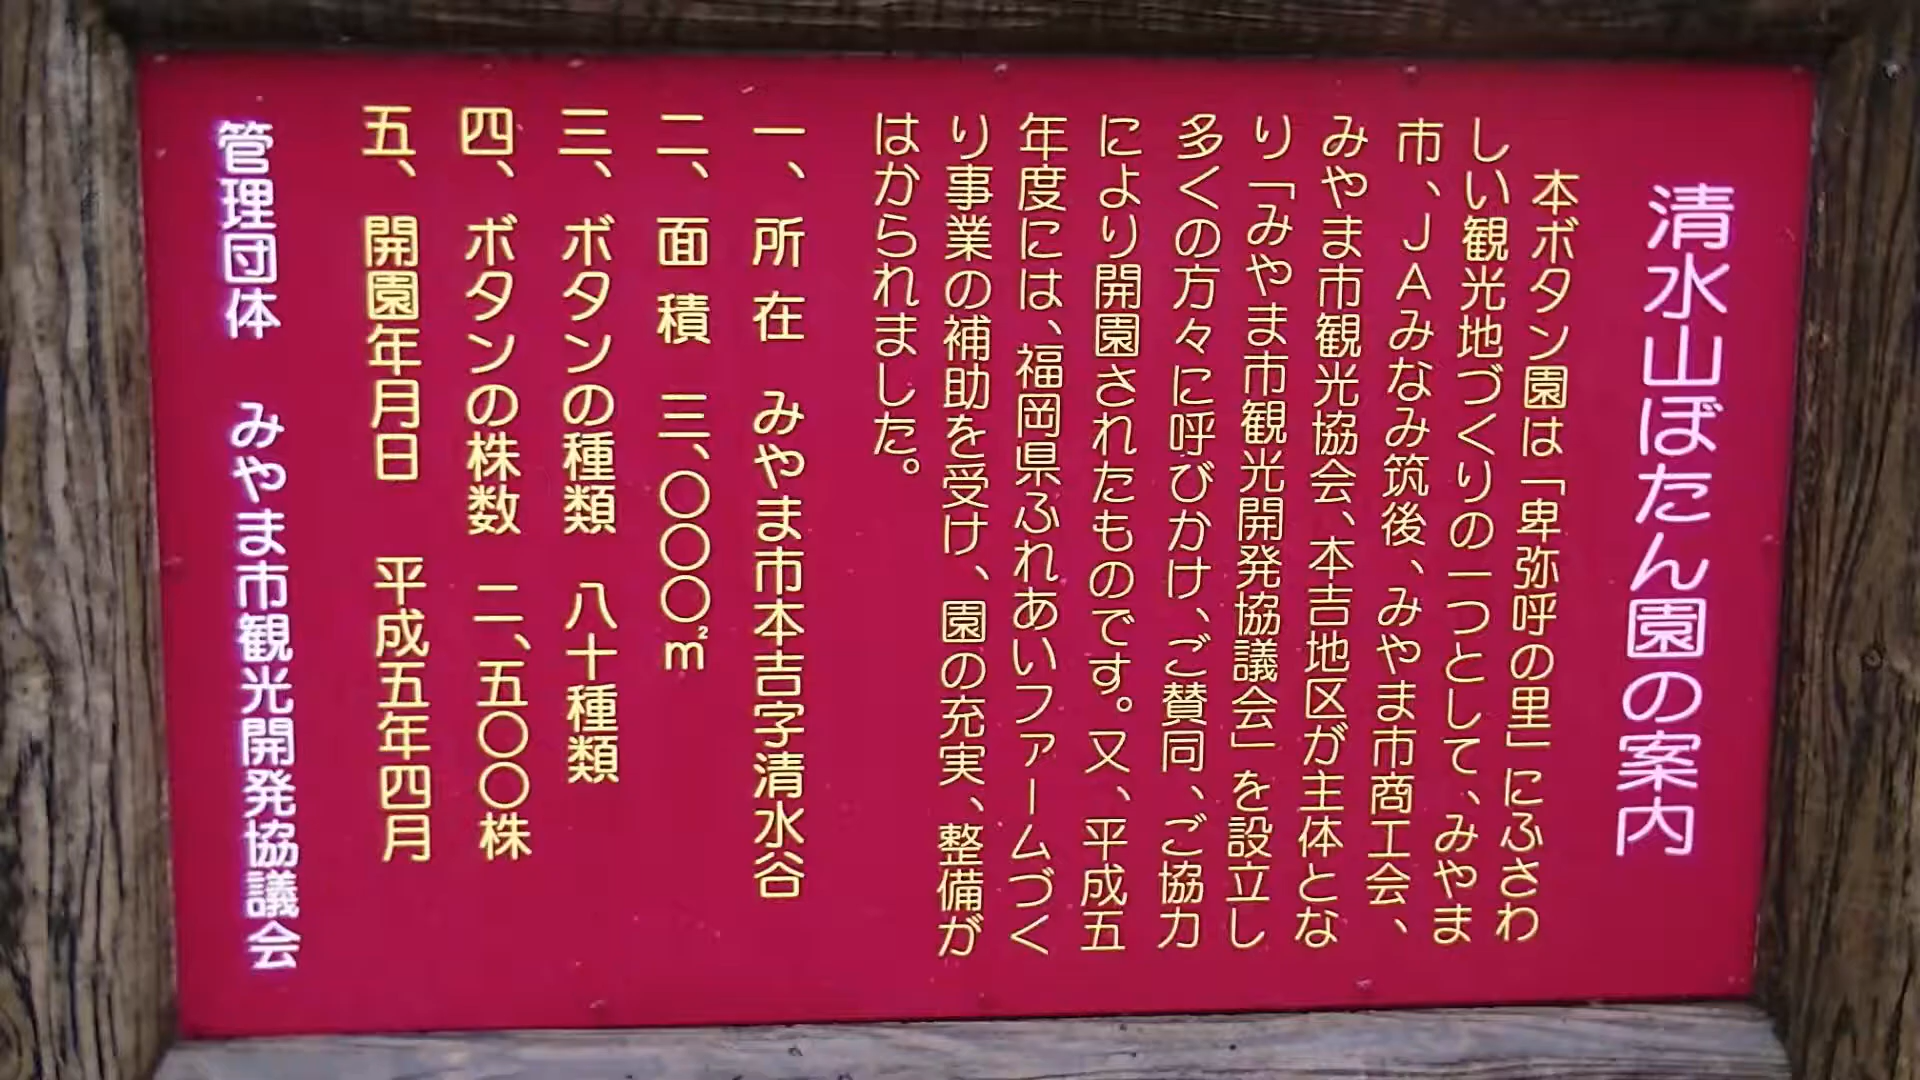 清水山ぼたん園の案内
本ボタン園は「卑弥呼の里」にふさわ
しい観光地づくりの一つとして、みやま
市、JAみなみ筑後、みやま市商工会、
みやま市観光協会、本吉地区が主体とな
り「みやま市観光開発協議会」を設立し
多くの方々に呼びかけ、ご賛同、ご協力
により開園されたものです。又、平成五
年度には、福岡県ふれあいファームづく
り事業の補助を受け、園の充実、整備が
はかられました。
一、所在 みやま市本吉字清水谷
二、面積 三、〇〇〇㎡
三、ボタンの種類 八十種類
四、ボタンの株数 二、五〇〇株
五、開園年月日 平成五年四月
管理団体 みやま市観光開発協議会